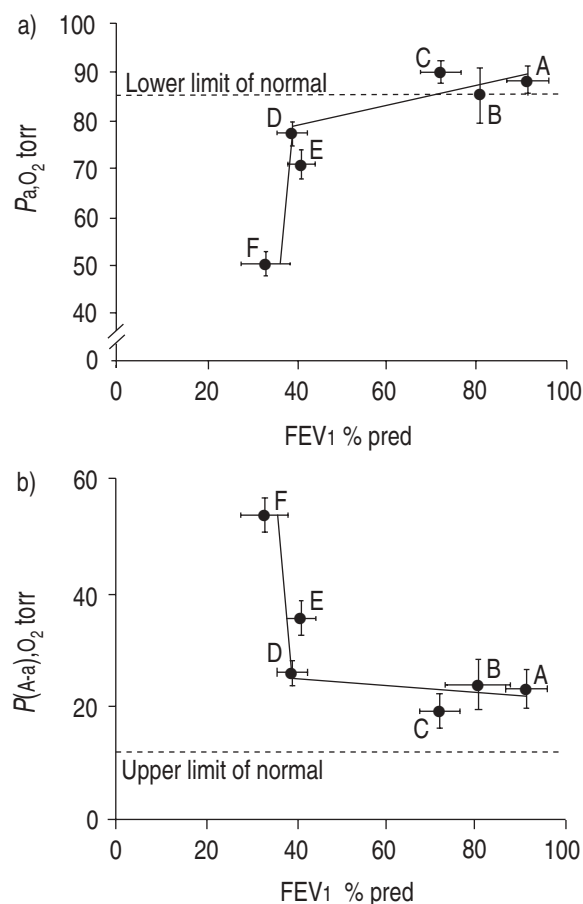 a)
100
90
80
70
60
50
40
0
Pa,O2 torr
Lower limit of normal
A
B
C
D
E
F
0 20 40 60 80 100
FEV1 % pred
b)
60
40
20
0
P(A-a),O2 torr
F
E
D
C
B
A
Upper limit of normal
0 20 40 60 80 100
FEV1 % pred